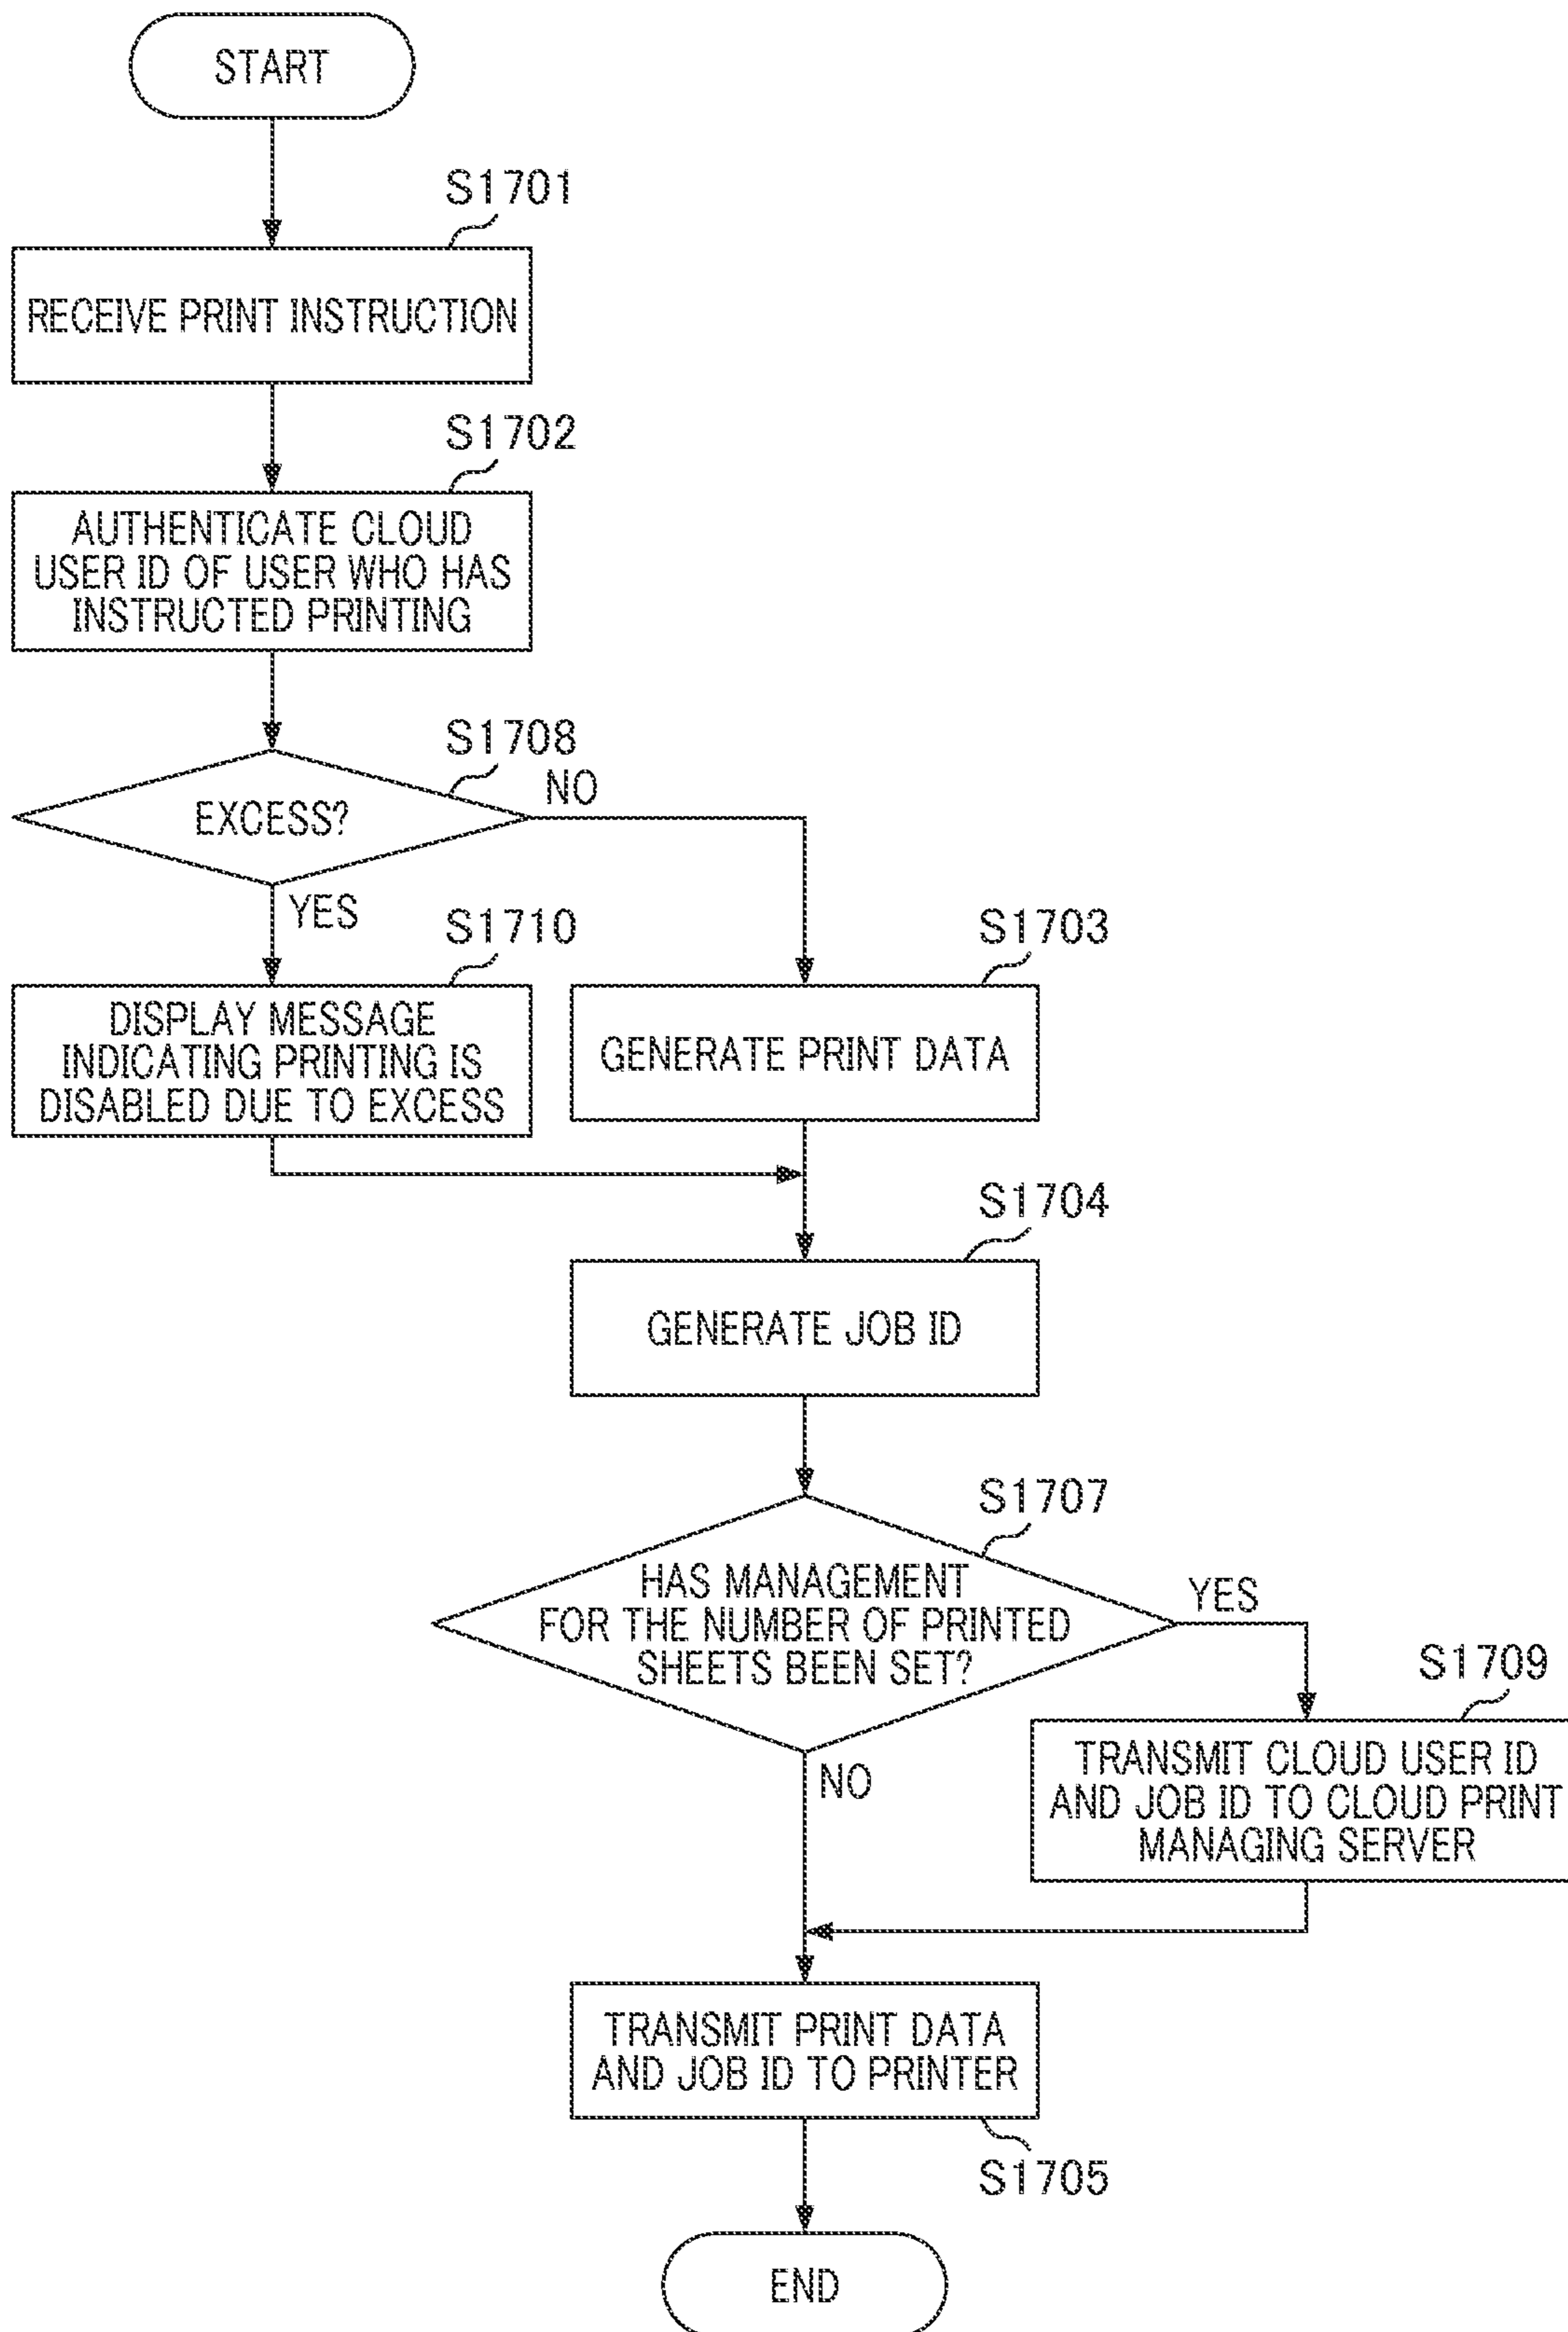 START
S1701
RECEIVE PRINT INSTRUCTION
S1702
AUTHENTICATE CLOUD
USER ID OF USER WHO HAS
INSTRUCTED PRINTING
S1708
EXCESS?
NO
YES
S1710
DISPLAY MESSAGE
INDICATING PRINTING IS
DISABLED DUE TO EXCESS
S1703
GENERATE PRINT DATA
S1704
GENERATE JOB ID
S1707
HAS MANAGEMENT
FOR THE NUMBER OF PRINTED
SHEETS BEEN SET?
YES
NO
S1709
TRANSMIT CLOUD USER ID
AND JOB ID TO CLOUD PRINT
MANAGING SERVER
TRANSMIT PRINT DATA
AND JOB ID TO PRINTER
S1705
END